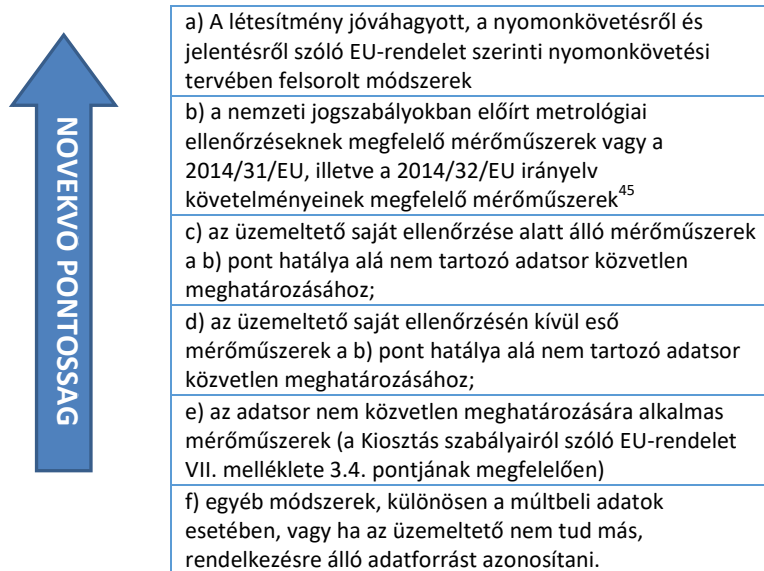 NOVEKVO PONTOSSAG
a) A létesítmény jóváhagyott, a nyomonkövetésről és
jelentésről szóló EU-rendelet szerinti nyomonkövetési
tervében felsorolt módszerek
b) a nemzeti jogszabályokban előírt metrológiai
ellenőrzéseknek megfelelő mérőműszerek vagy a
2014/31/EU, illetve a 2014/32/EU irányelv
követelményeinek megfelelő mérőműszerek45
c) az üzemeltető saját ellenőrzése alatt álló mérőműszerek
a b) pont hatálya alá nem tartozó adatsor közvetlen
meghatározásához;
d) az üzemeltető saját ellenőrzésén kívül eső
mérőműszerek a b) pont hatálya alá nem tartozó adatsor
közvetlen meghatározásához;
e) az adatsor nem közvetlen meghatározására alkalmas
mérőműszerek (a Kiosztás szabályairól szóló EU-rendelet
VII. melléklete 3.4. pontjának megfelelően)
f) egyéb módszerek, különösen a múltbeli adatok
esetében, vagy ha az üzemeltető nem tud más,
rendelkezésre álló adatforrást azonosítani.